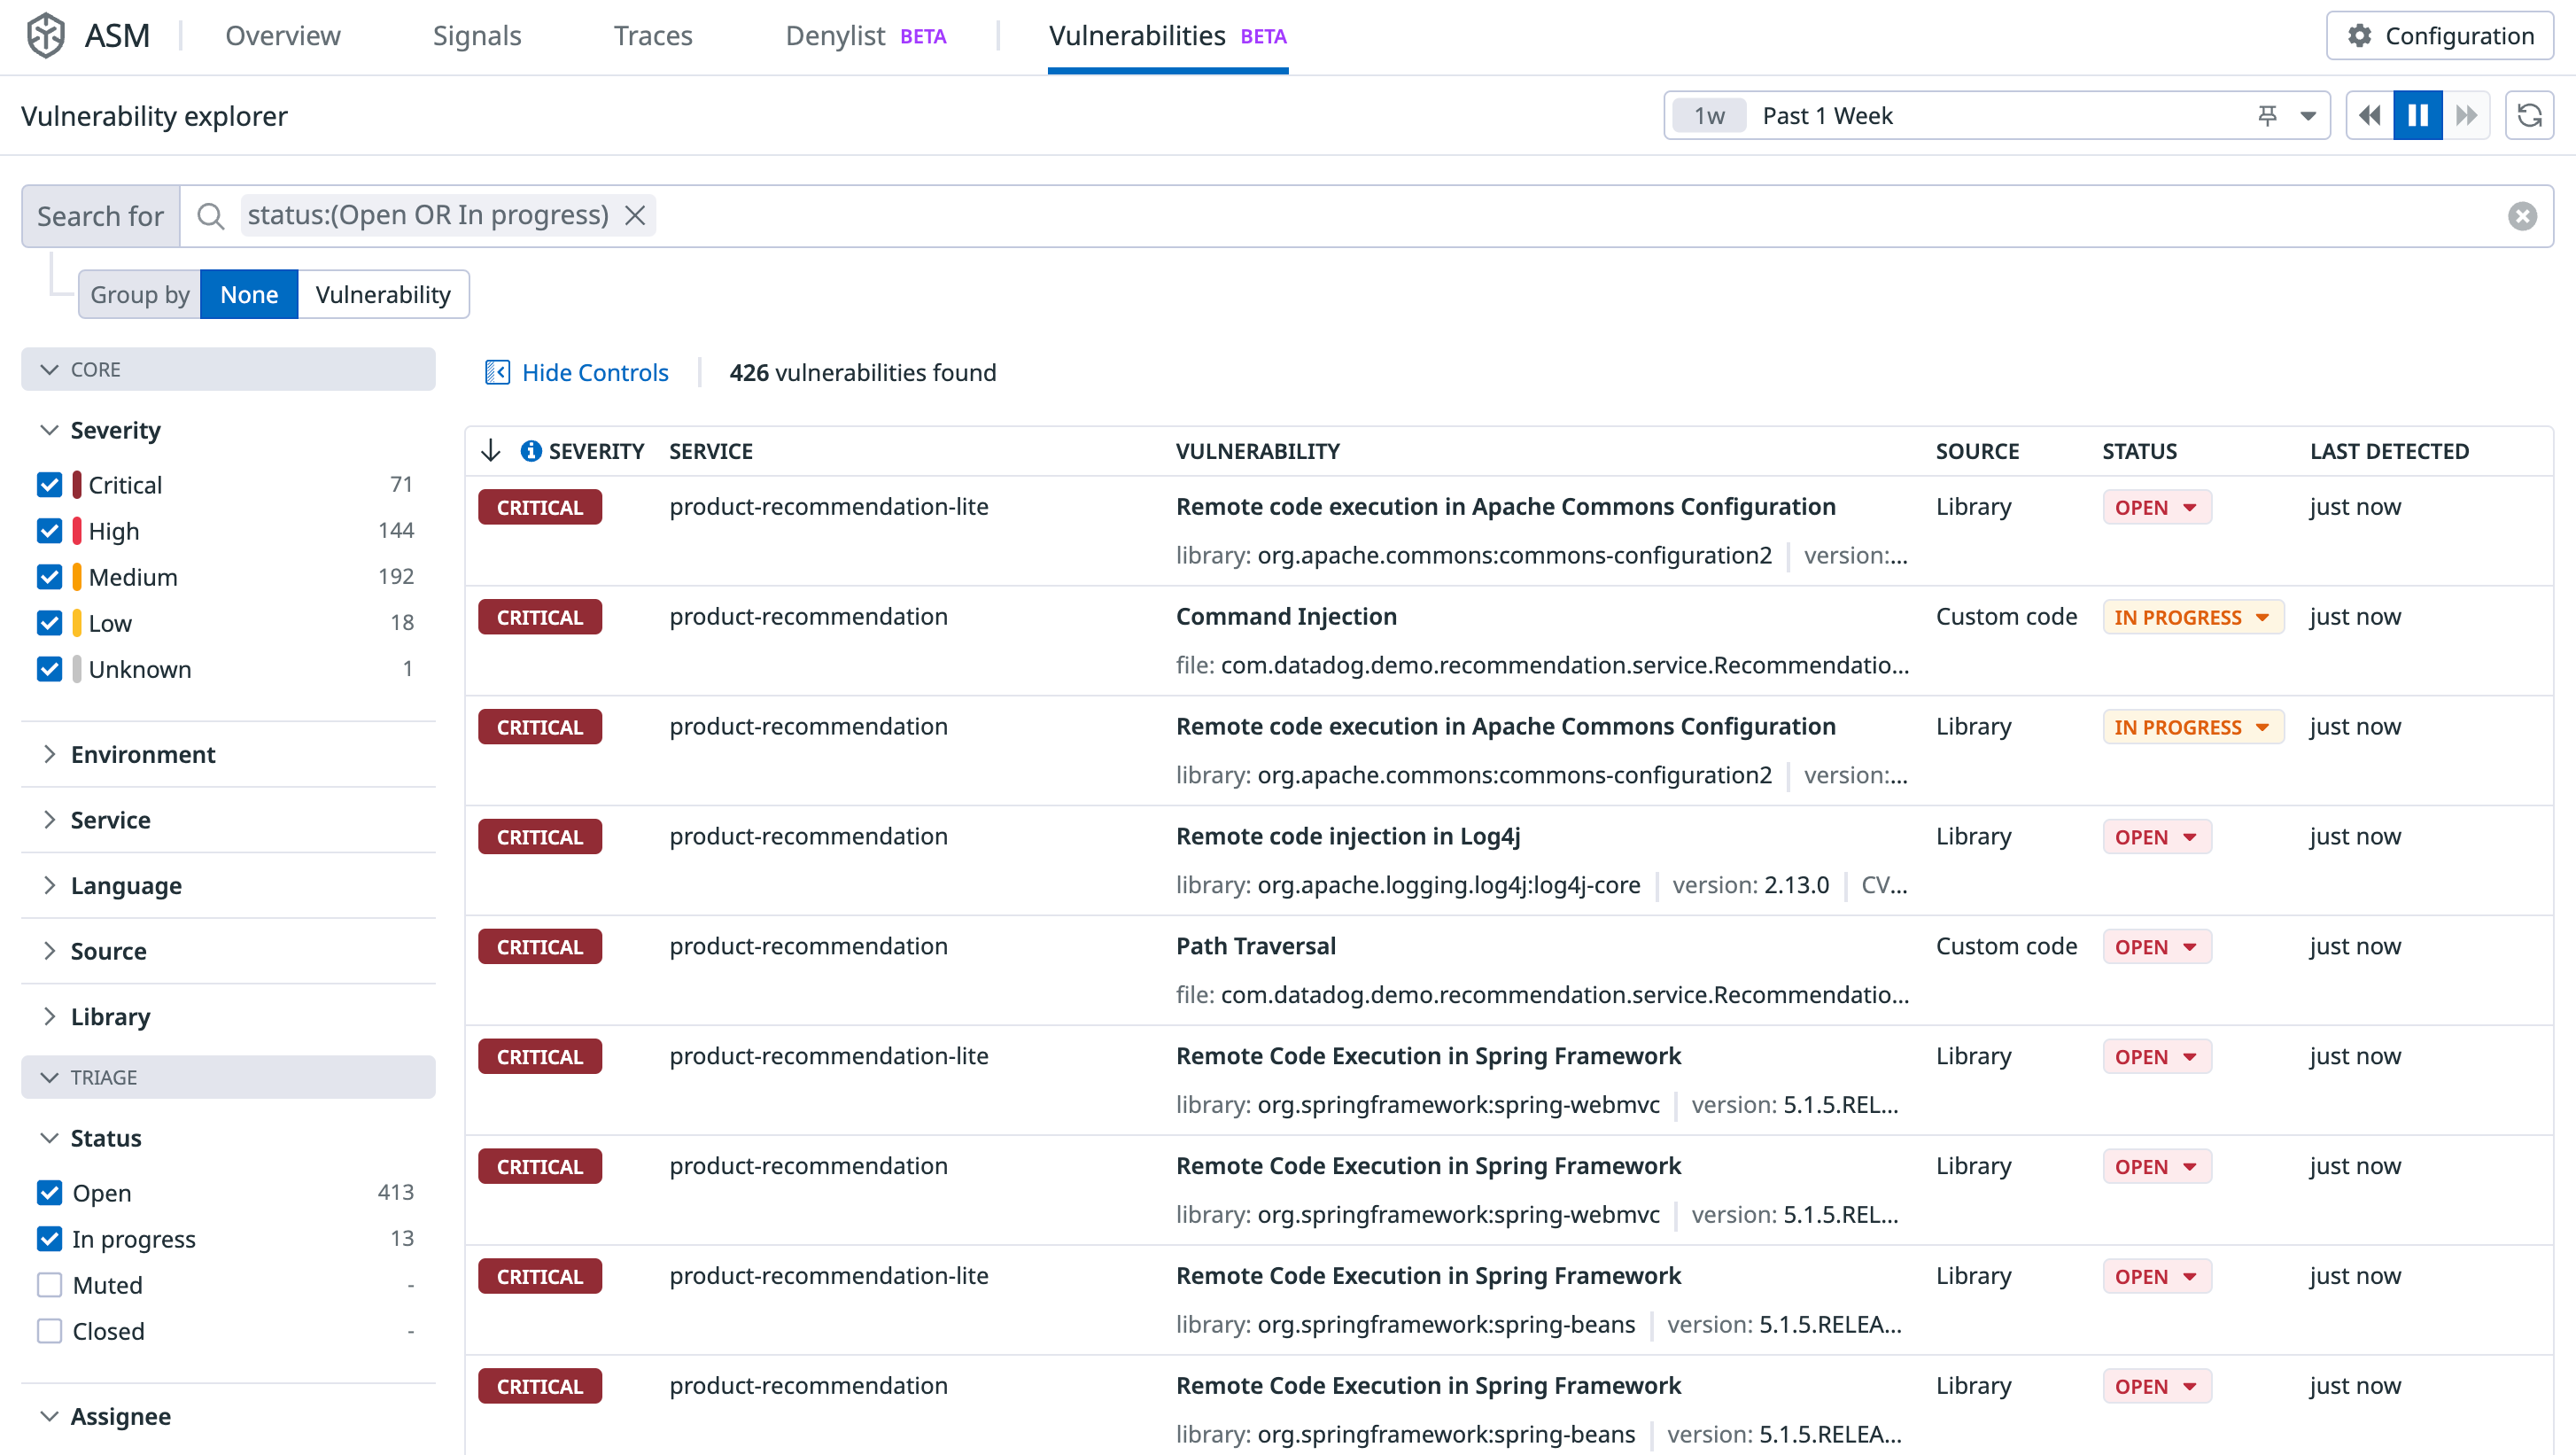 ASM Overview Signals Traces Denylist BETA Vulnerabilities BETA Configuration
Vulnerability explorer 1w Past 1 Week
Search for status:(Open OR In progress)
Group by None Vulnerability
CORE
Severity
Critical 71
High 144
Medium 192
Low 18
Unknown 1
Environment
Service
Language
Source
Library
TRIAGE
Status
Open 413
In progress 13
Muted -
Closed -
Assignee
Hide Controls 426 vulnerabilities found
SEVERITY SERVICE VULNERABILITY SOURCE STATUS LAST DETECTED
CRITICAL product-recommendation-lite Remote code execution in Apache Commons Configuration Library OPEN just now
library: org.apache.commons:commons-configuration2 version:...
CRITICAL product-recommendation Command Injection Custom code IN PROGRESS just now
file: com.datadog.demo.recommendation.service.Recommendatio...
CRITICAL product-recommendation Remote code execution in Apache Commons Configuration Library IN PROGRESS just now
library: org.apache.commons:commons-configuration2 version:...
CRITICAL product-recommendation Remote code injection in Log4j Library OPEN just now
library: org.apache.logging.log4j:log4j-core version: 2.13.0 CV...
CRITICAL product-recommendation Path Traversal Custom code OPEN just now
file: com.datadog.demo.recommendation.service.Recommendatio...
CRITICAL product-recommendation-lite Remote Code Execution in Spring Framework Library OPEN just now
library: org.springframework:spring-webmvc version: 5.1.5.REL...
CRITICAL product-recommendation Remote Code Execution in Spring Framework Library OPEN just now
library: org.springframework:spring-webmvc version: 5.1.5.REL...
CRITICAL product-recommendation-lite Remote Code Execution in Spring Framework Library OPEN just now
library: org.springframework:spring-beans version: 5.1.5.RELEA...
CRITICAL product-recommendation Remote Code Execution in Spring Framework Library OPEN just now
library: org.springframework:spring-beans version: 5.1.5.RELEA...